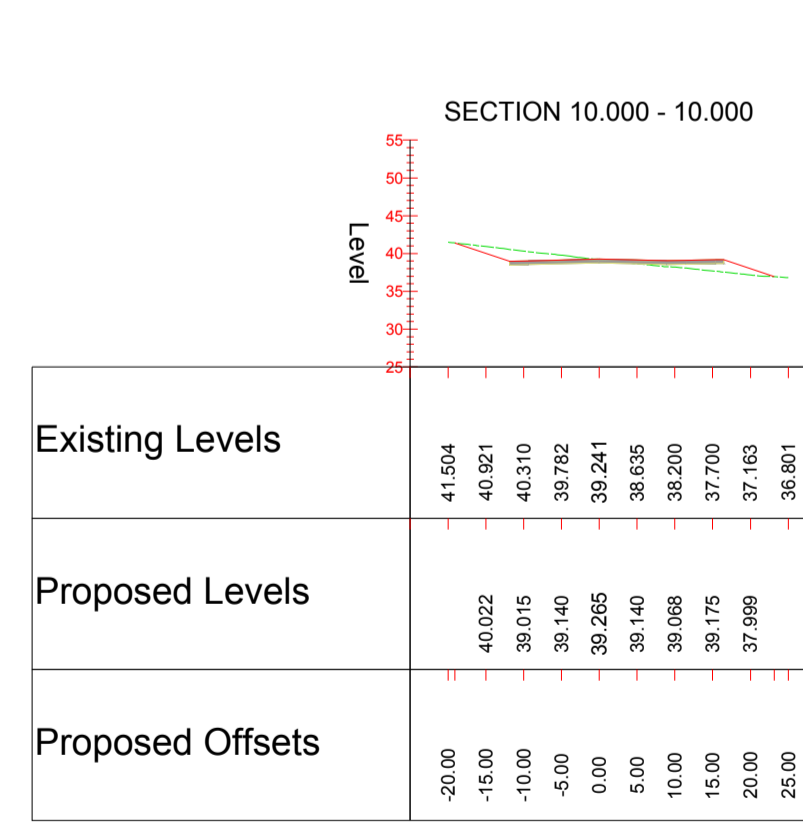 SECTION 10.000 - 10.000
55
50
45
40
35
30
25
Level
Existing Levels
41.504 40.921 40.310 39.782 39.241 38.635 38.200 37.700 37.163 36.801
Proposed Levels
40.022 39.015 39.140 39.265 39.140 39.068 39.175 37.999
Proposed Offsets
-20.00 -15.00 -10.00 -5.00 0.00 5.00 10.00 15.00 20.00 25.00